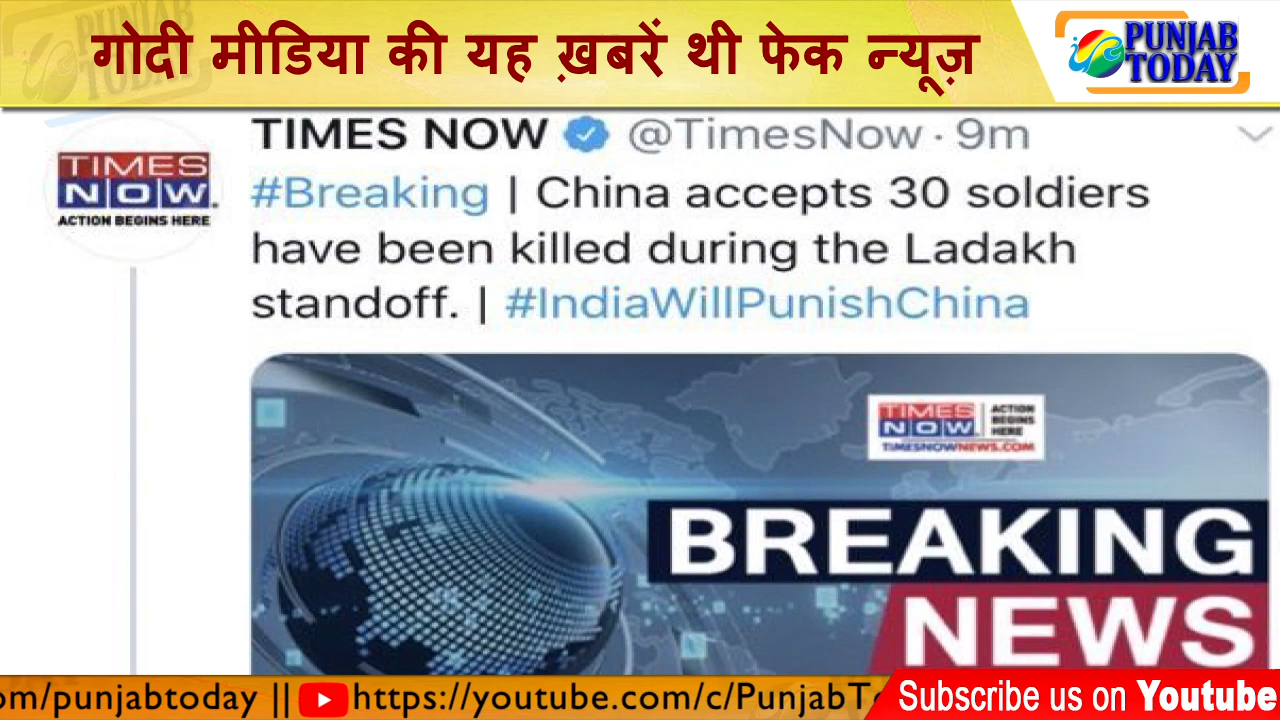 गोदी मीडिया की यह ख़बरें थी फेक न्यूज़
PUNJAB
TODAY
TIMES NOW @TimesNow · 9m
TIMES
NOW.
ACTION BEGINS HERE
#Breaking | China accepts 30 soldiers
have been killed during the Ladakh
standoff. | #IndiaWillPunishChina
TIMES
NOW
ACTION
BEGINS
HERE
TIMESNOWNEWS.COM
BREAKING
NEWS
om/punjabtoday || https://youtube.com/c/PunjabT
Subscribe us on Youtube